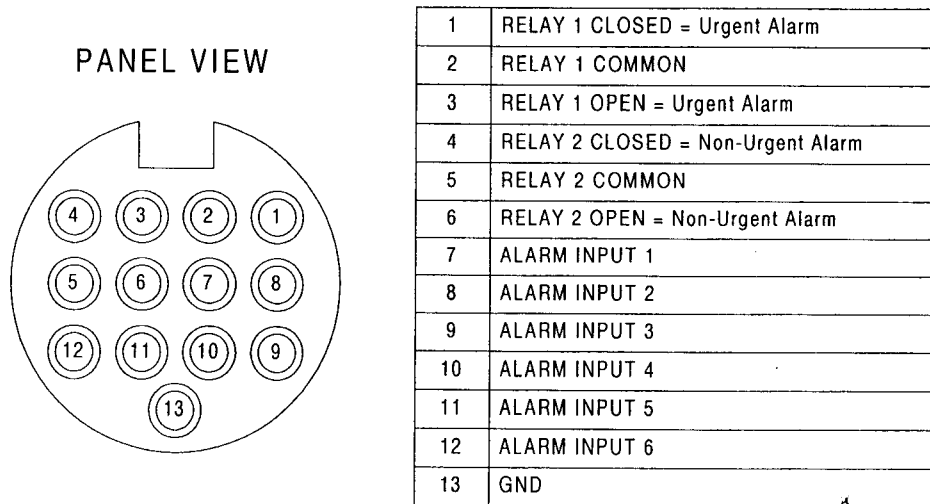 PANEL VIEW
4 3 2 1
5 6 7 8
12 11 10 9
13
1 RELAY 1 CLOSED = Urgent Alarm
2 RELAY 1 COMMON
3 RELAY 1 OPEN = Urgent Alarm
4 RELAY 2 CLOSED = Non-Urgent Alarm
5 RELAY 2 COMMON
6 RELAY 2 OPEN = Non-Urgent Alarm
7 ALARM INPUT 1
8 ALARM INPUT 2
9 ALARM INPUT 3
10 ALARM INPUT 4
11 ALARM INPUT 5
12 ALARM INPUT 6
13 GND